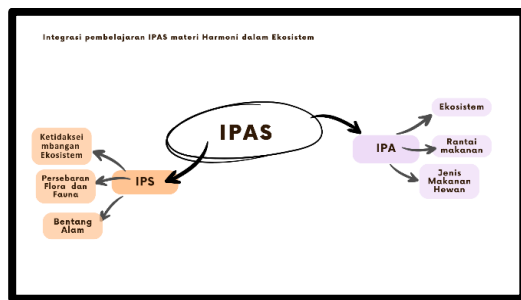 Integrasi pembelajaran IPAS materi Harmoni dalam Ekosistem
IPAS
IPS
Ketidaksei
mbangan
Ekosistem
Persebaran
Flora dan
Fauna
Bentang
Alam
IPA
Ekosistem
Rantai
makanan
Jenis
Makanan
Hewan